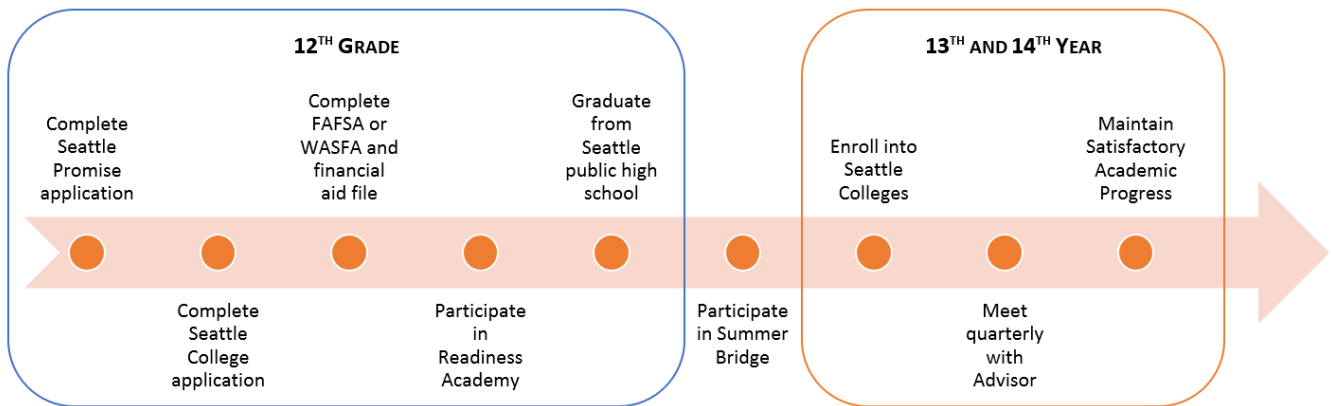 12TH GRADE
Complete
Seattle
Promise
application
Complete
Seattle
College
application
Complete
FAFSA or
WASFA and
financial
aid file
Participate
in
Readiness
Academy
Graduate
from
Seattle
public high
school
Participate
in Summer
Bridge
13TH AND 14TH YEAR
Enroll into
Seattle
Colleges
Meet
quarterly
with
Advisor
Maintain
Satisfactory
Academic
Progress